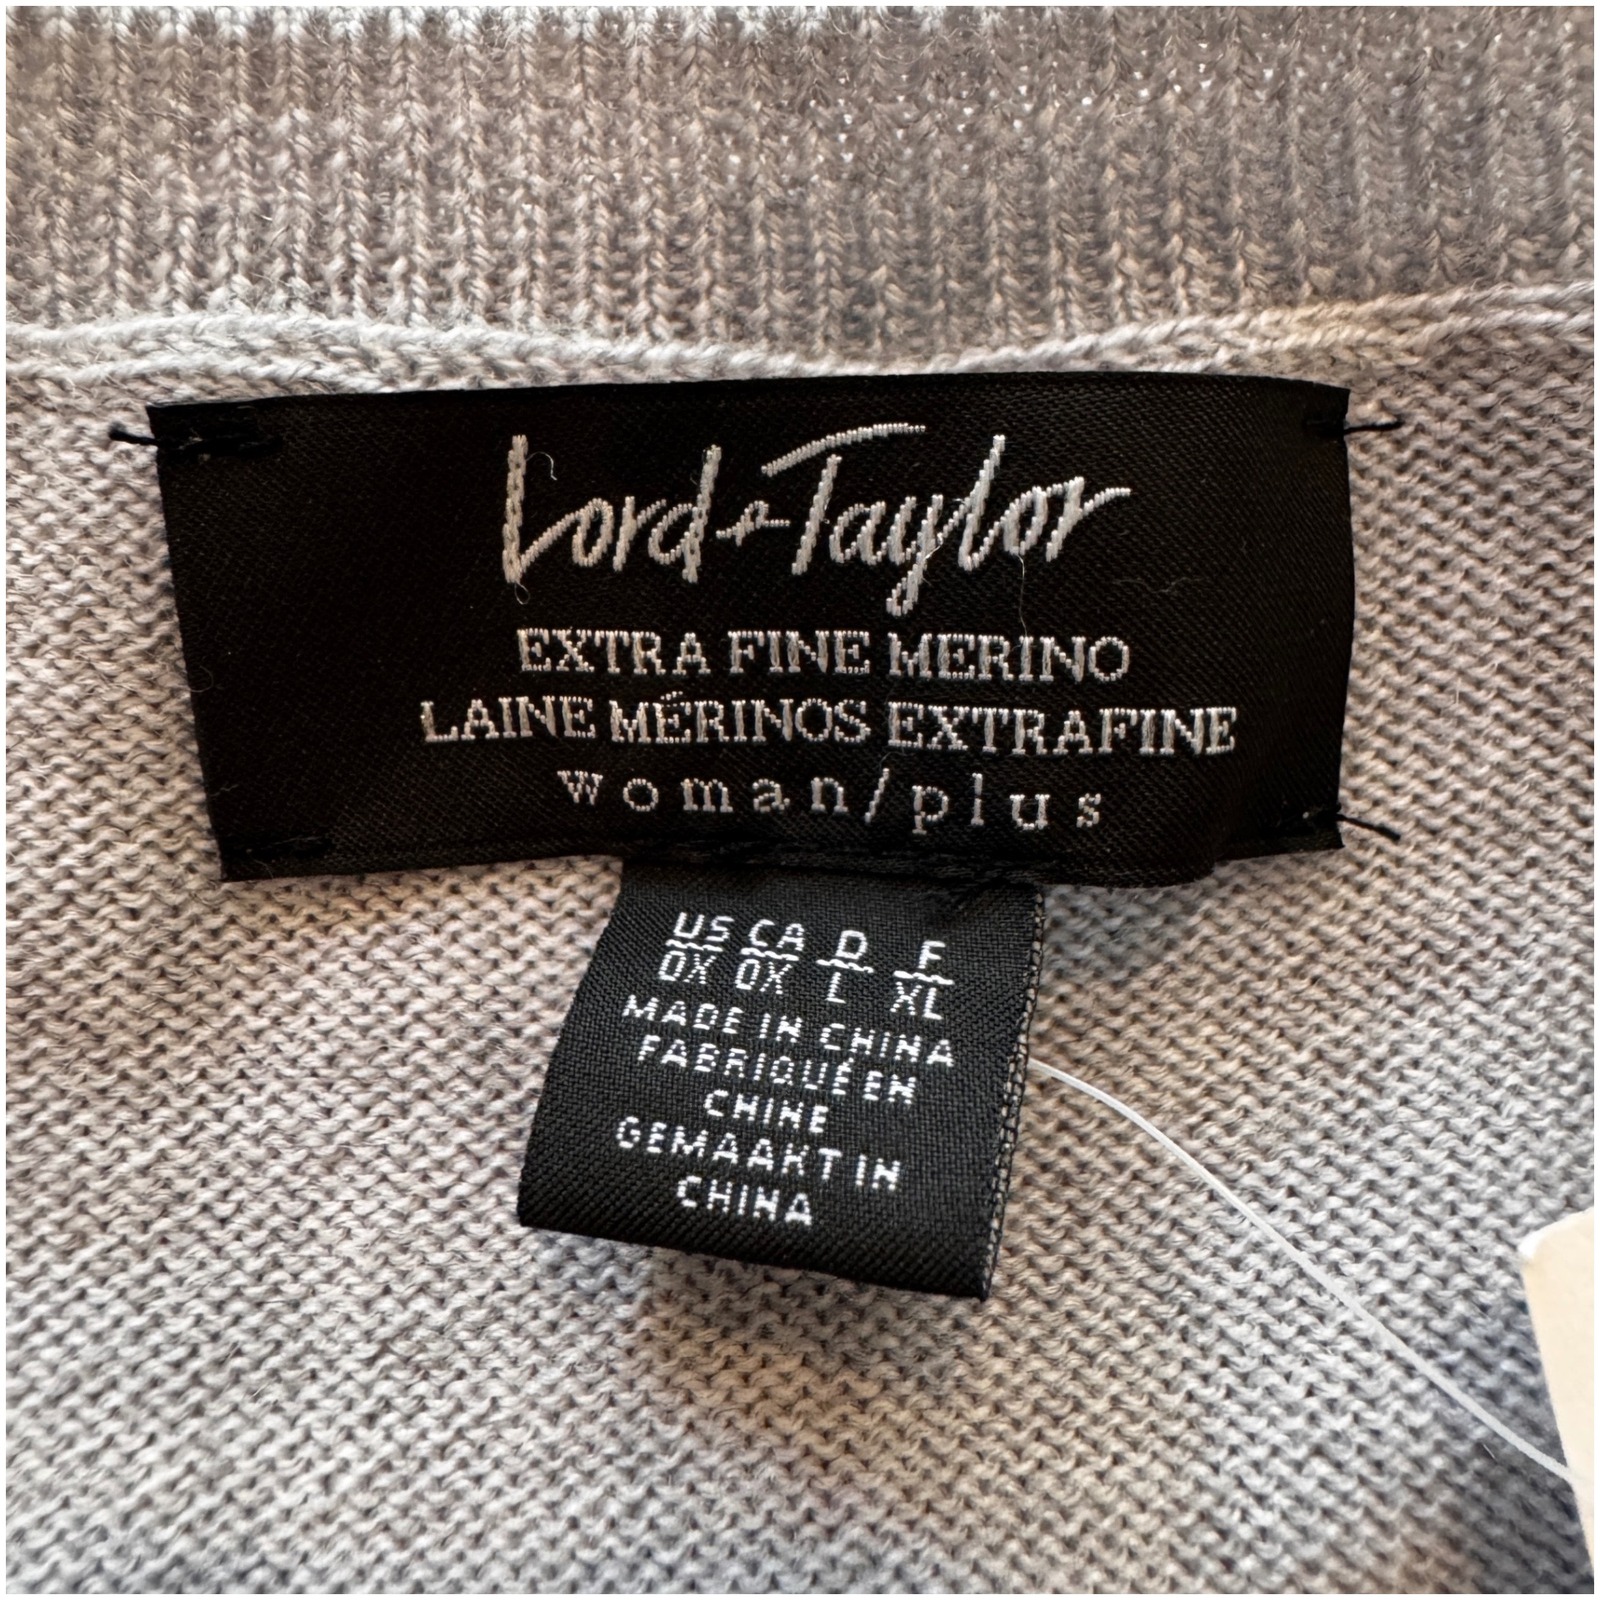 Lord & Taylor
EXTRA FINE MERINO
LAINE MÉRINOS EXTRAFINE
woman/plus
US CA D F
0X 0X L XL
MADE IN CHINA
FABRIQUÉ EN
CHINE
GEMAAKT IN
CHINA